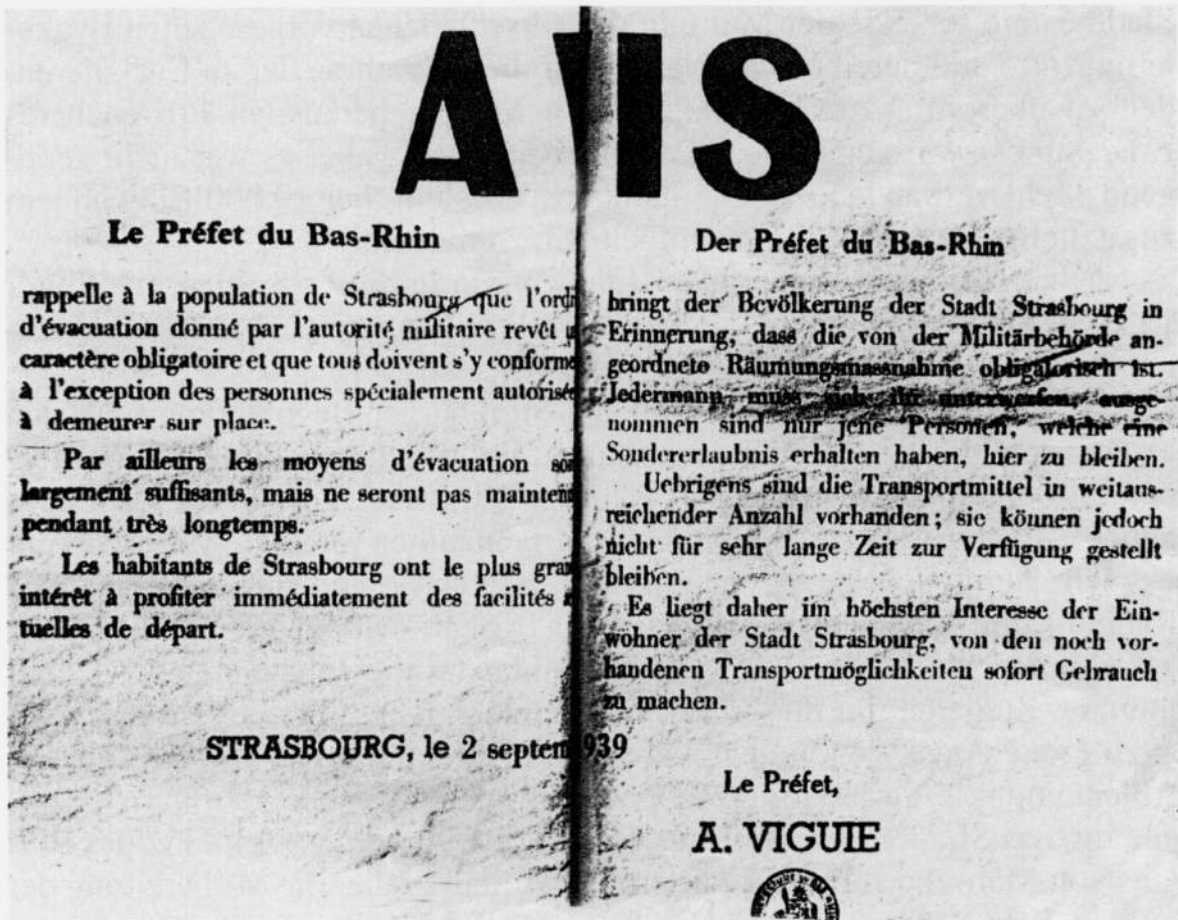 AVIS
Le Préfet du Bas-Rhin
rappelle à la population de Strasbourg que l'ord
d'évacuation donné par l'autorité militaire revêt
caractère obligatoire et que tous doivent s'y conforme
à l'exception des personnes spécialement autorisé
à demeurer sur place.
Par ailleurs les moyens d'évacuation so
largement suffisants, mais ne seront pas mainten
pendant très longtemps.
Les habitants de Strasbourg ont le plus gra
intérêt à profiter immédiatement des facilités
tuelles de départ.
STRASBOURG, le 2 septem 939
Der Préfet du Bas-Rhin
bringt der Bevölkerung der Stadt Strasbourg in
Erinnerung, dass die von der Militärbehörde an-
geordnete Räumungsmassnahme obligatorisch ist.
Jedermann muss sich ihr unterwerfen, ausge-
nommen sind nur jene Personen, welche eine
Sondererlaubnis erhalten haben, hier zu bleiben.
Uebrigens sind die Transportmittel in weitaus-
reichender Anzahl vorhanden; sie können jedoch
nicht für sehr lange Zeit zur Verfügung gestellt
bleiben.
Es liegt daher im höchsten Interesse der Ein-
wohner der Stadt Strasbourg, von den noch vor-
handenen Transportmöglichkeiten sofort Gebrauch
zu machen.
Le Préfet,
A. VIGUIE